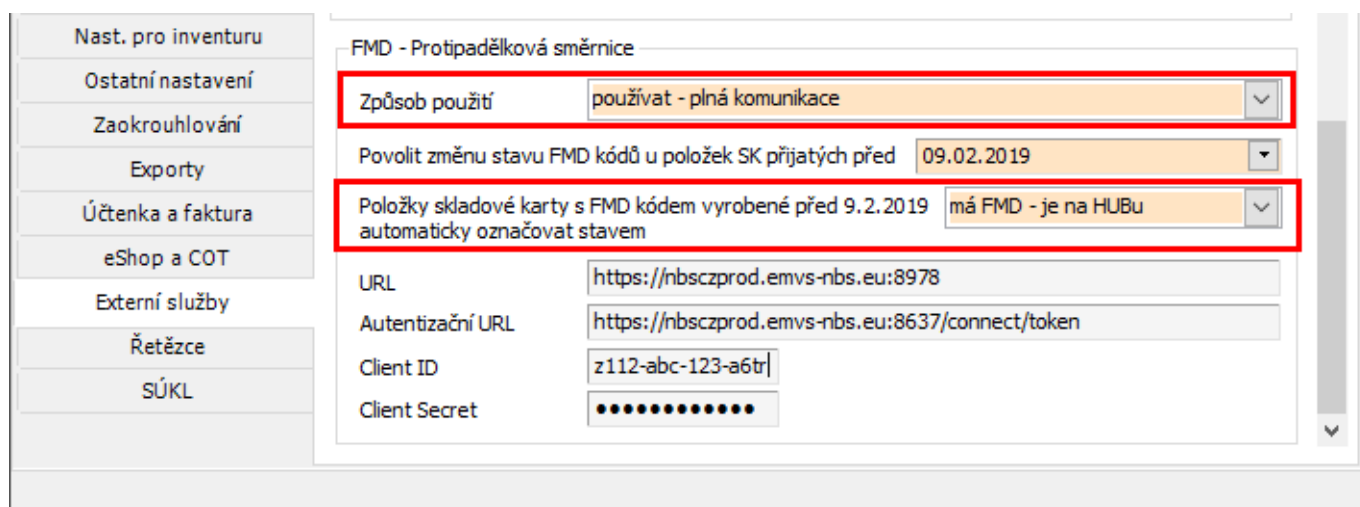 Nast. pro inventuru
Ostatní nastavení
Zaokrouhlování
Exporty
Účtenka a faktura
eShop a COT
Externí služby
Řetězce
SÚKL
FMD - Protipadělková směrnice
Způsob použití používat - plná komunikace
Povolit změnu stavu FMD kódů u položek SK přijatých před 09.02.2019
Položky skladové karty s FMD kódem vyrobené před 9.2.2019 má FMD - je na HUBu
automaticky označovat stavem
URL https://nbsczprod.emvs-nbs.eu:8978
Autentizační URL https://nbsczprod.emvs-nbs.eu:8637/connect/token
Client ID z112-abc-123-a6tr
Client Secret ●●●●●●●●●●●●